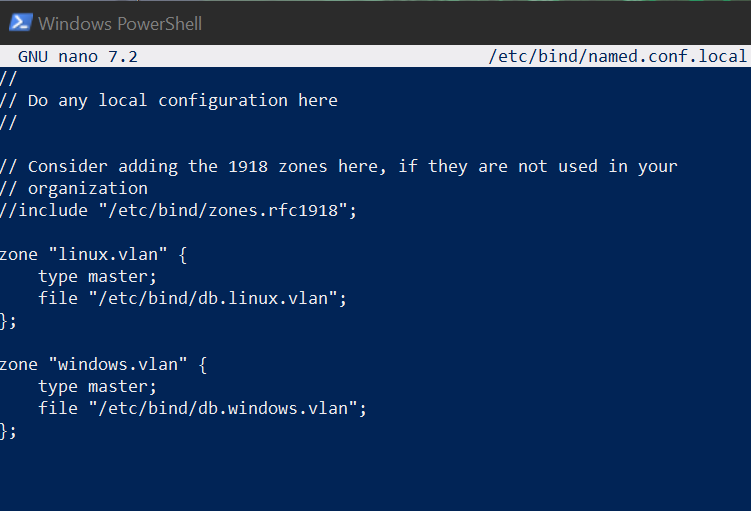 Windows PowerShell
GNU nano 7.2 /etc/bind/named.conf.local
//
// Do any local configuration here
//
// Consider adding the 1918 zones here, if they are not used in your
// organization
//include "/etc/bind/zones.rfc1918";
zone "linux.vlan" {
    type master;
    file "/etc/bind/db.linux.vlan";
};
zone "windows.vlan" {
    type master;
    file "/etc/bind/db.windows.vlan";
};